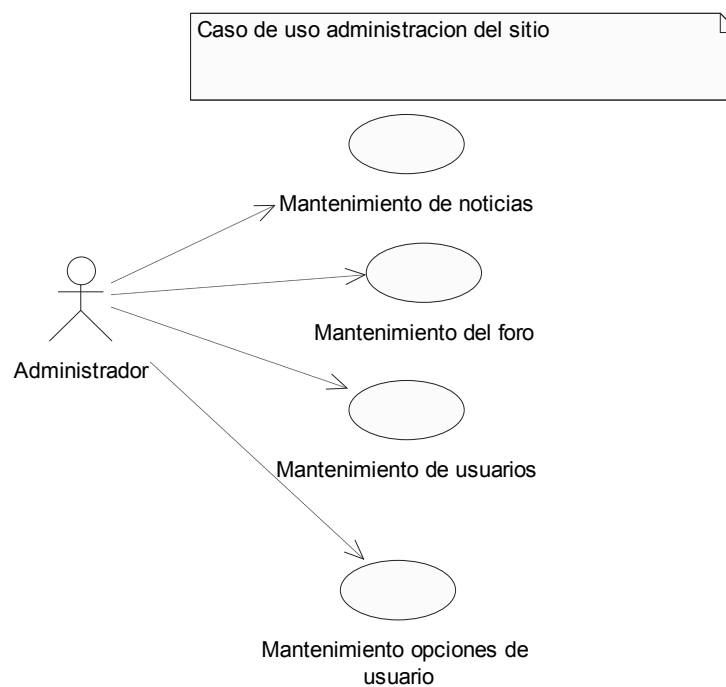 Caso de uso administracion del sitio
Mantenimiento de noticias
Mantenimiento del foro
Administrador
Mantenimiento de usuarios
Mantenimiento opciones de
usuario